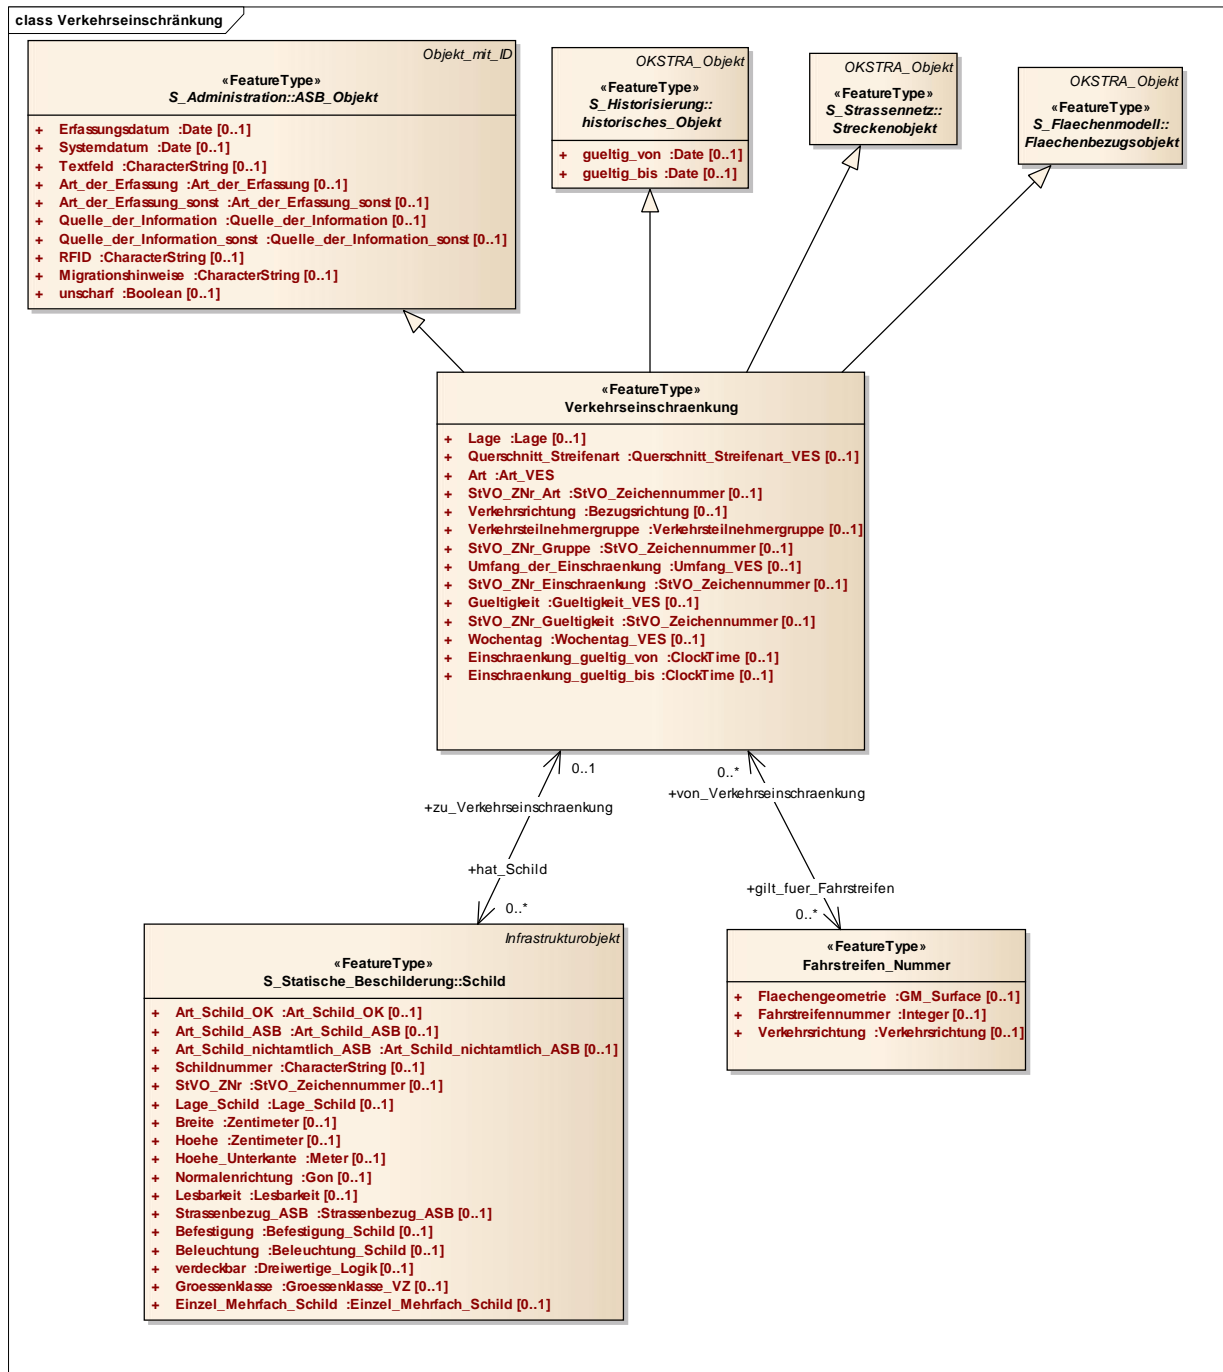 class Verkehrseinschränkung
Objekt_mit_ID
«FeatureType»
S_Administration::ASB_Objekt
+ Erfassungsdatum :Date [0..1]
+ Systemdatum :Date [0..1]
+ Textfeld :CharacterString [0..1]
+ Art_der_Erfassung :Art_der_Erfassung [0..1]
+ Art_der_Erfassung_sonst :Art_der_Erfassung_sonst [0..1]
+ Quelle_der_Information :Quelle_der_Information [0..1]
+ Quelle_der_Information_sonst :Quelle_der_Information_sonst [0..1]
+ RFID :CharacterString [0..1]
+ Migrationshinweise :CharacterString [0..1]
+ unscharf :Boolean [0..1]
OKSTRA_Objekt
«FeatureType»
S_Historisierung::
historisches_Objekt
+ gueltig_von :Date [0..1]
+ gueltig_bis :Date [0..1]
OKSTRA_Objekt
«FeatureType»
S_Strassennetz::
Streckenobjekt
OKSTRA_Objekt
«FeatureType»
S_Flaechenmodell::
Flaechenbezugsobjekt
«FeatureType»
Verkehrseinschraenkung
+ Lage :Lage [0..1]
+ Querschnitt_Streifenart :Querschnitt_Streifenart_VES [0..1]
+ Art :Art_VES
+ StVO_ZNr_Art :StVO_Zeichennummer [0..1]
+ Verkehrsrichtung :Bezugsrichtung [0..1]
+ Verkehrsteilnehmergruppe :Verkehrsteilnehmergruppe [0..1]
+ StVO_ZNr_Gruppe :StVO_Zeichennummer [0..1]
+ Umfang_der_Einschraenkung :Umfang_VES [0..1]
+ StVO_ZNr_Einschraenkung :StVO_Zeichennummer [0..1]
+ Gueltigkeit :Gueltigkeit_VES [0..1]
+ StVO_ZNr_Gueltigkeit :StVO_Zeichennummer [0..1]
+ Wochentag :Wochentag_VES [0..1]
+ Einschraenkung_gueltig_von :ClockTime [0..1]
+ Einschraenkung_gueltig_bis :ClockTime [0..1]
0..1
+zu_Verkehrseinschraenkung
+hat_Schild
0..*
0..*
+von_Verkehrseinschraenkung
+gilt_fuer_Fahrstreifen
0..*
Infrastrukturobjekt
«FeatureType»
S_Statische_Beschilderung::Schild
+ Art_Schild_OK :Art_Schild_OK [0..1]
+ Art_Schild_ASB :Art_Schild_ASB [0..1]
+ Art_Schild_nichtamtlich_ASB :Art_Schild_nichtamtlich_ASB [0..1]
+ Schildnummer :CharacterString [0..1]
+ StVO_ZNr :StVO_Zeichennummer [0..1]
+ Lage_Schild :Lage_Schild [0..1]
+ Breite :Zentimeter [0..1]
+ Hoehe :Zentimeter [0..1]
+ Hoehe_Unterkante :Meter [0..1]
+ Normalenrichtung :Gon [0..1]
+ Lesbarkeit :Lesbarkeit [0..1]
+ Strassenbezug_ASB :Strassenbezug_ASB [0..1]
+ Befestigung :Befestigung_Schild [0..1]
+ Beleuchtung :Beleuchtung_Schild [0..1]
+ verdeckbar :Dreiwertige_Logik [0..1]
+ Groessenklasse :Groessenklasse_VZ [0..1]
+ Einzel_Mehrfach_Schild :Einzel_Mehrfach_Schild [0..1]
«FeatureType»
Fahrstreifen_Nummer
+ Flaechengeometrie :GM_Surface [0..1]
+ Fahrstreifennummer :Integer [0..1]
+ Verkehrsrichtung :Verkehrsrichtung [0..1]